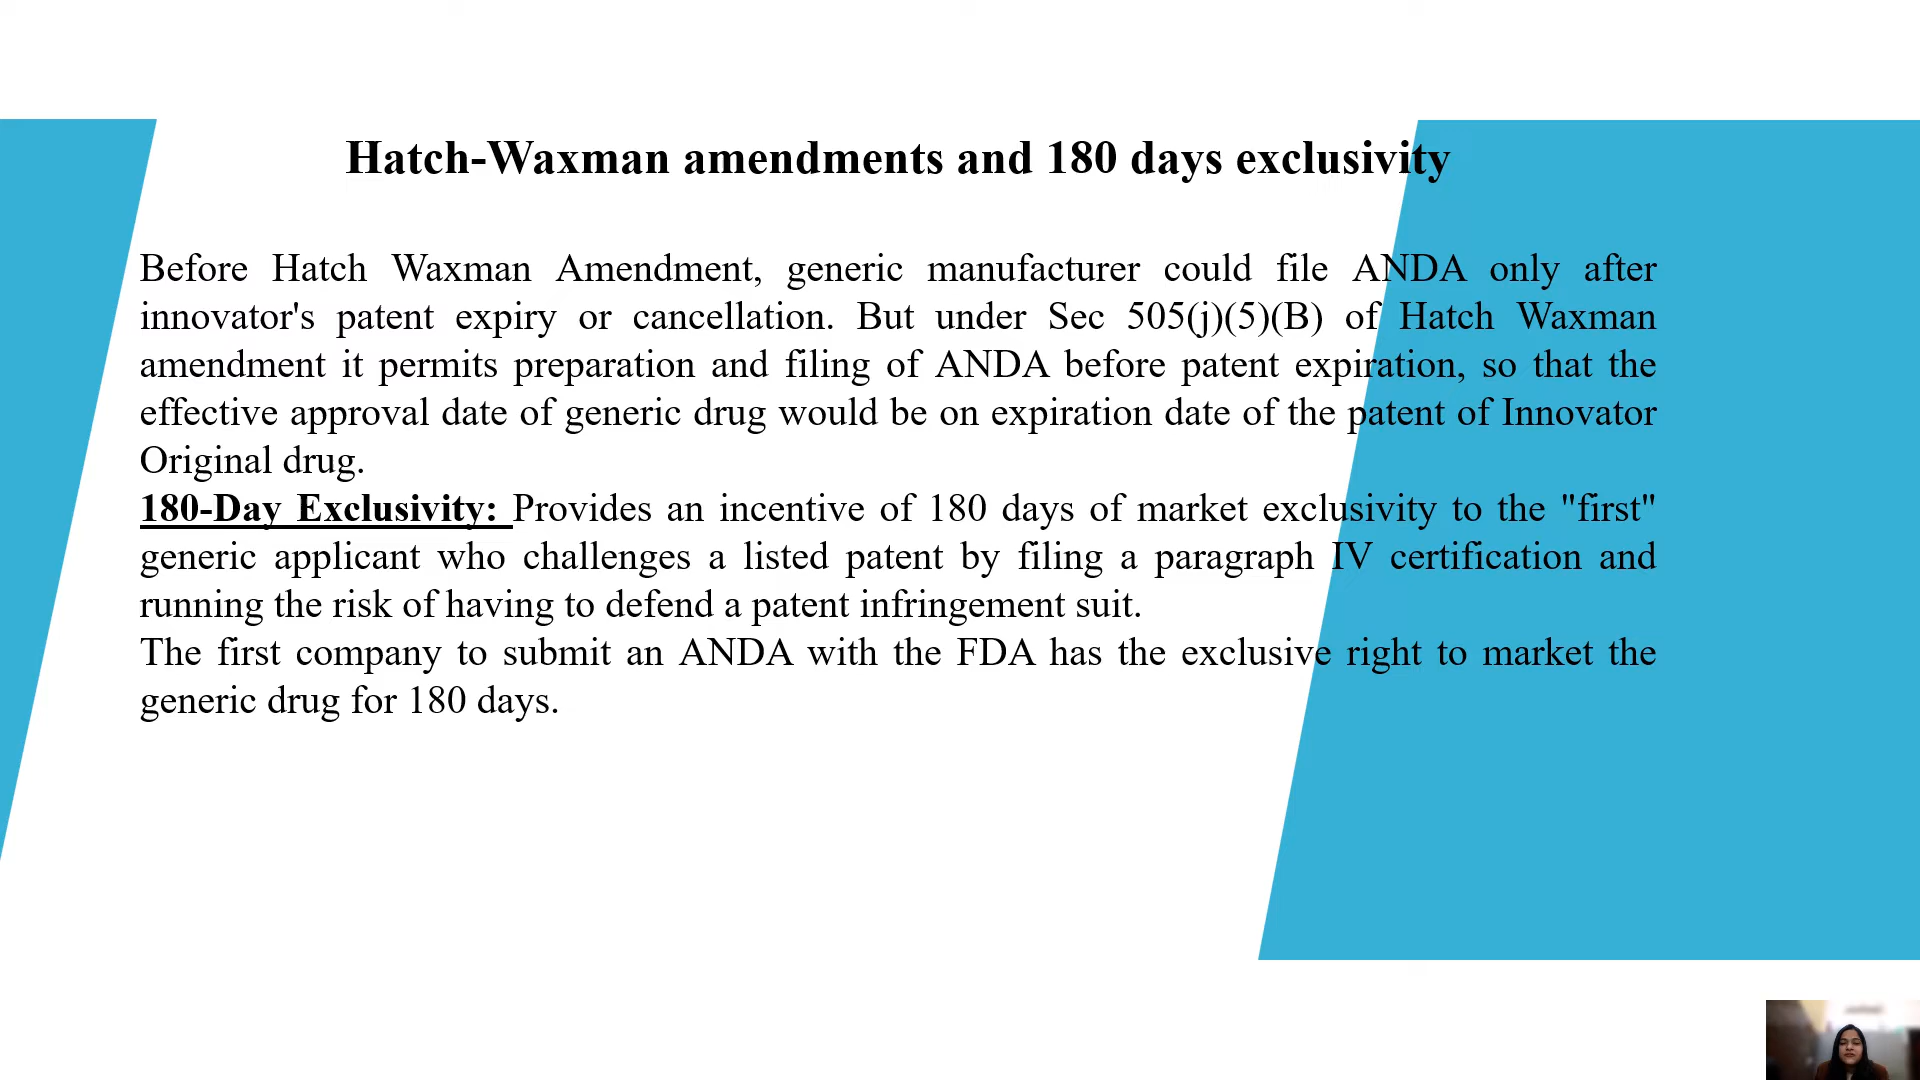 Hatch-Waxman amendments and 180 days exclusivity
Before Hatch Waxman Amendment, generic manufacturer could file ANDA only after
innovator's patent expiry or cancellation. But under Sec 505(j)(5)(B) of Hatch Waxman
amendment it permits preparation and filing of ANDA before patent expiration, so that the
effective approval date of generic drug would be on expiration date of the patent of Innovator
Original drug.
180-Day Exclusivity: Provides an incentive of 180 days of market exclusivity to the "first"
generic applicant who challenges a listed patent by filing a paragraph IV certification and
running the risk of having to defend a patent infringement suit.
The first company to submit an ANDA with the FDA has the exclusive right to market the
generic drug for 180 days.